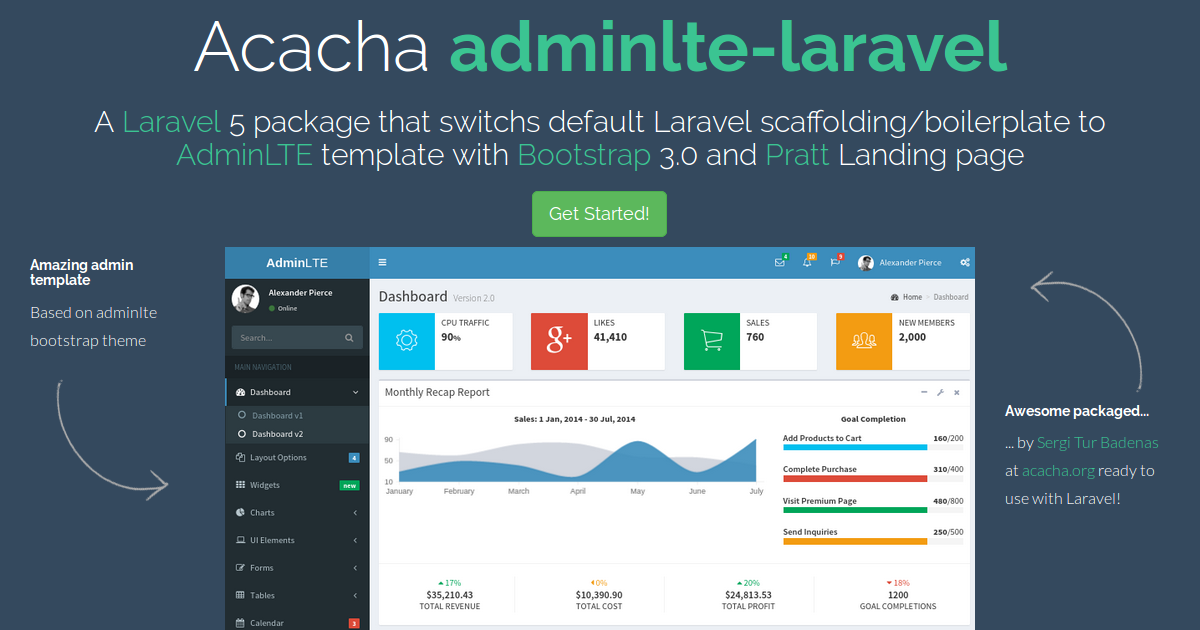 Acacha adminlte-laravel
A Laravel 5 package that switchs default Laravel scaffolding/boilerplate to
AdminLTE template with Bootstrap 3.0 and Pratt Landing page
Get Started!
Amazing admin
template
Based on adminlte
bootstrap theme
AdminLTE
4
10
9
Alexander Pierce
Alexander Pierce
Online
Search...
MAIN NAVIGATION
Dashboard
Dashboard v1
Dashboard v2
Layout Options 4
Widgets new
Charts
UI Elements
Forms
Tables
Calendar 3
Dashboard Version 2.0
Home > Dashboard
CPU TRAFFIC
90%
g+
LIKES
41,410
SALES
760
NEW MEMBERS
2,000
Monthly Recap Report
Sales: 1 Jan, 2014 - 30 Jul, 2014
90
50
10
January February March April May June July
Goal Completion
Add Products to Cart 160/200
Complete Purchase 310/400
Visit Premium Page 480/800
Send Inquiries 250/500
17%
$35,210.43
TOTAL REVENUE
0%
$10,390.90
TOTAL COST
20%
$24,813.53
TOTAL PROFIT
18%
1200
GOAL COMPLETIONS
Awesome packaged...
... by Sergi Tur Badenas
at acacha.org ready to
use with Laravel!